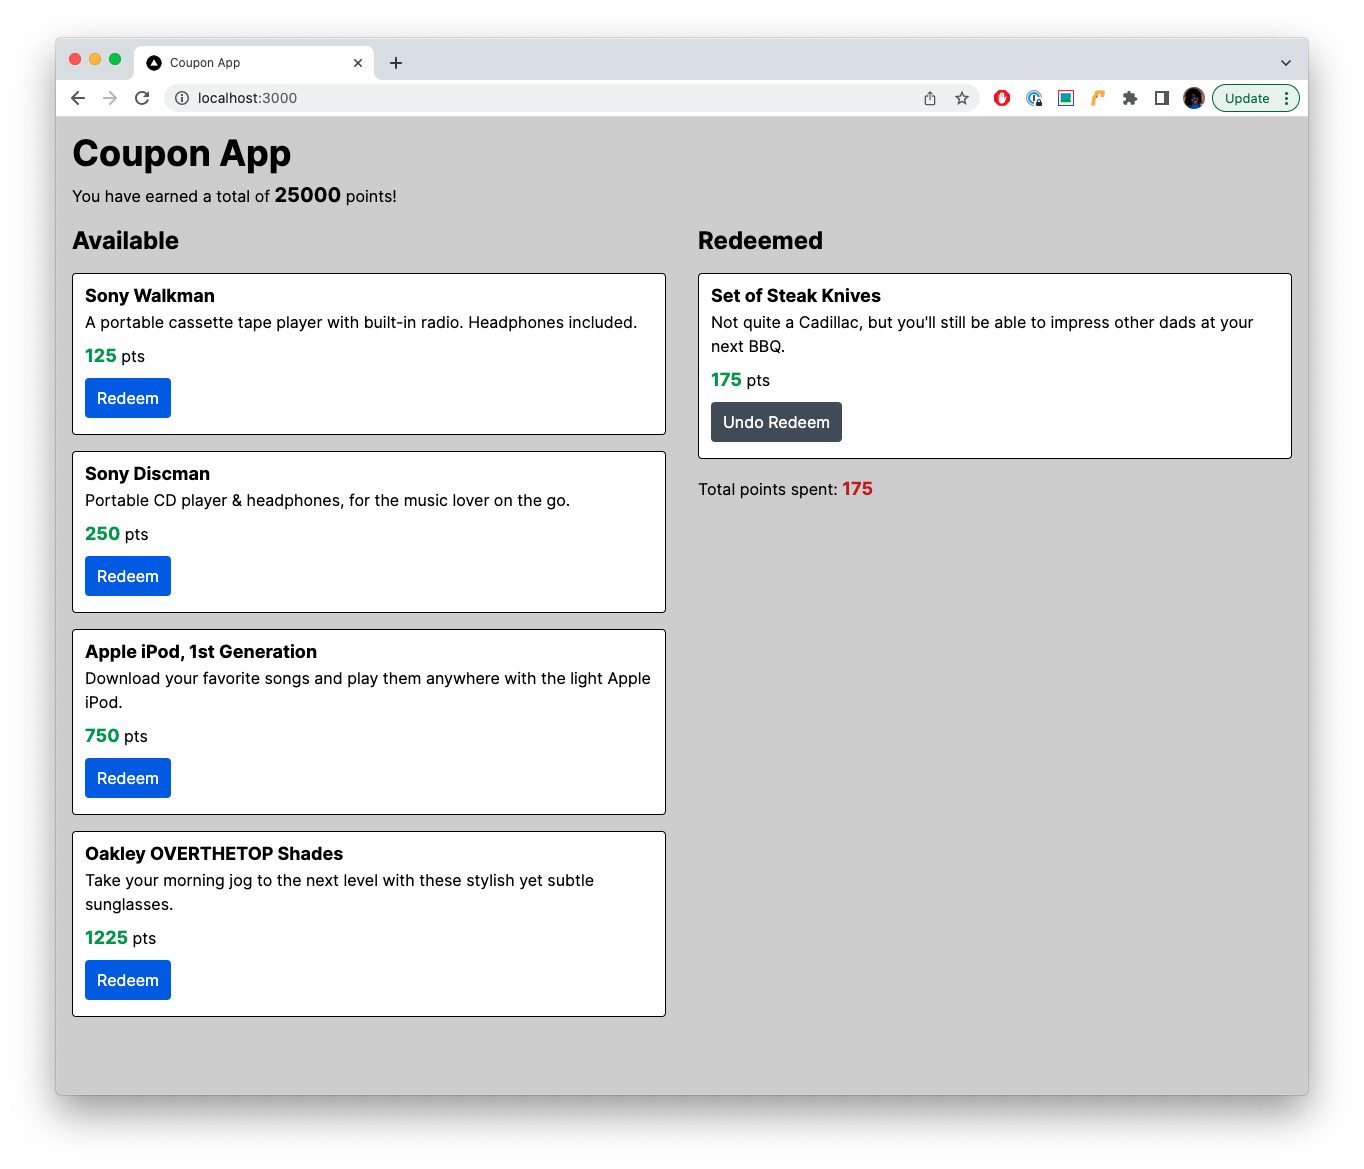 Coupon App
localhost:3000
Update
Coupon App
You have earned a total of 25000 points!
Available
Sony Walkman
A portable cassette tape player with built-in radio. Headphones included.
125 pts
Redeem
Sony Discman
Portable CD player & headphones, for the music lover on the go.
250 pts
Redeem
Apple iPod, 1st Generation
Download your favorite songs and play them anywhere with the light Apple
iPod.
750 pts
Redeem
Oakley OVERTHETOP Shades
Take your morning jog to the next level with these stylish yet subtle
sunglasses.
1225 pts
Redeem
Redeemed
Set of Steak Knives
Not quite a Cadillac, but you'll still be able to impress other dads at your
next BBQ.
175 pts
Undo Redeem
Total points spent: 175